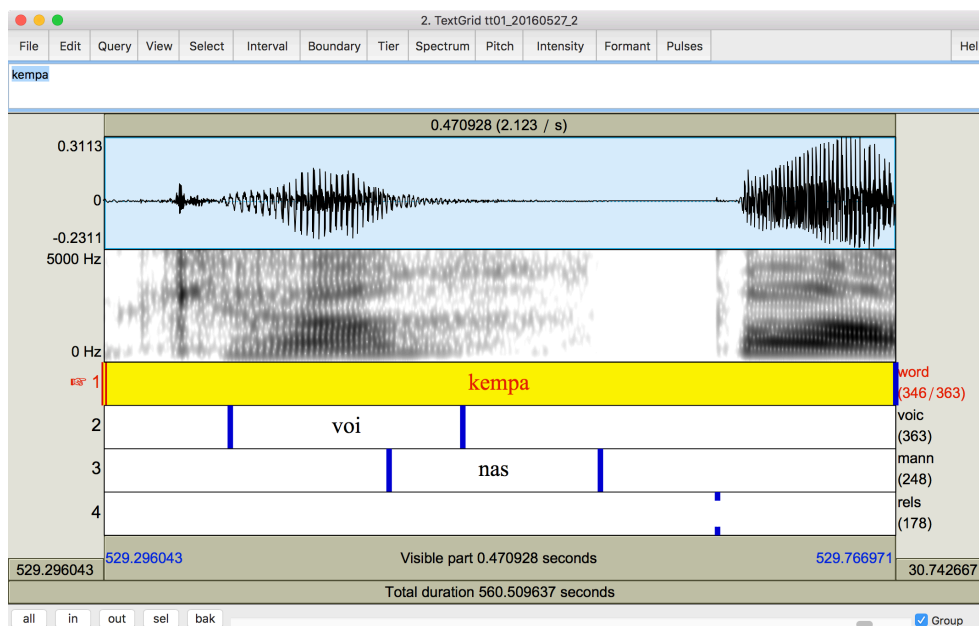 2. TextGrid tt01_20160527_2
File Edit Query View Select Interval Boundary Tier Spectrum Pitch Intensity Formant Pulses Hel
kempa
0.470928 (2.123 / s)
0.3113
0
-0.2311
5000 Hz
0 Hz
☞ 1 kempa word
(346/363)
2 voi voic
(363)
3 nas mann
(248)
4 rels
(178)
529.296043 Visible part 0.470928 seconds 529.766971
529.296043 30.742667
Total duration 560.509637 seconds
all in out sel bak Group